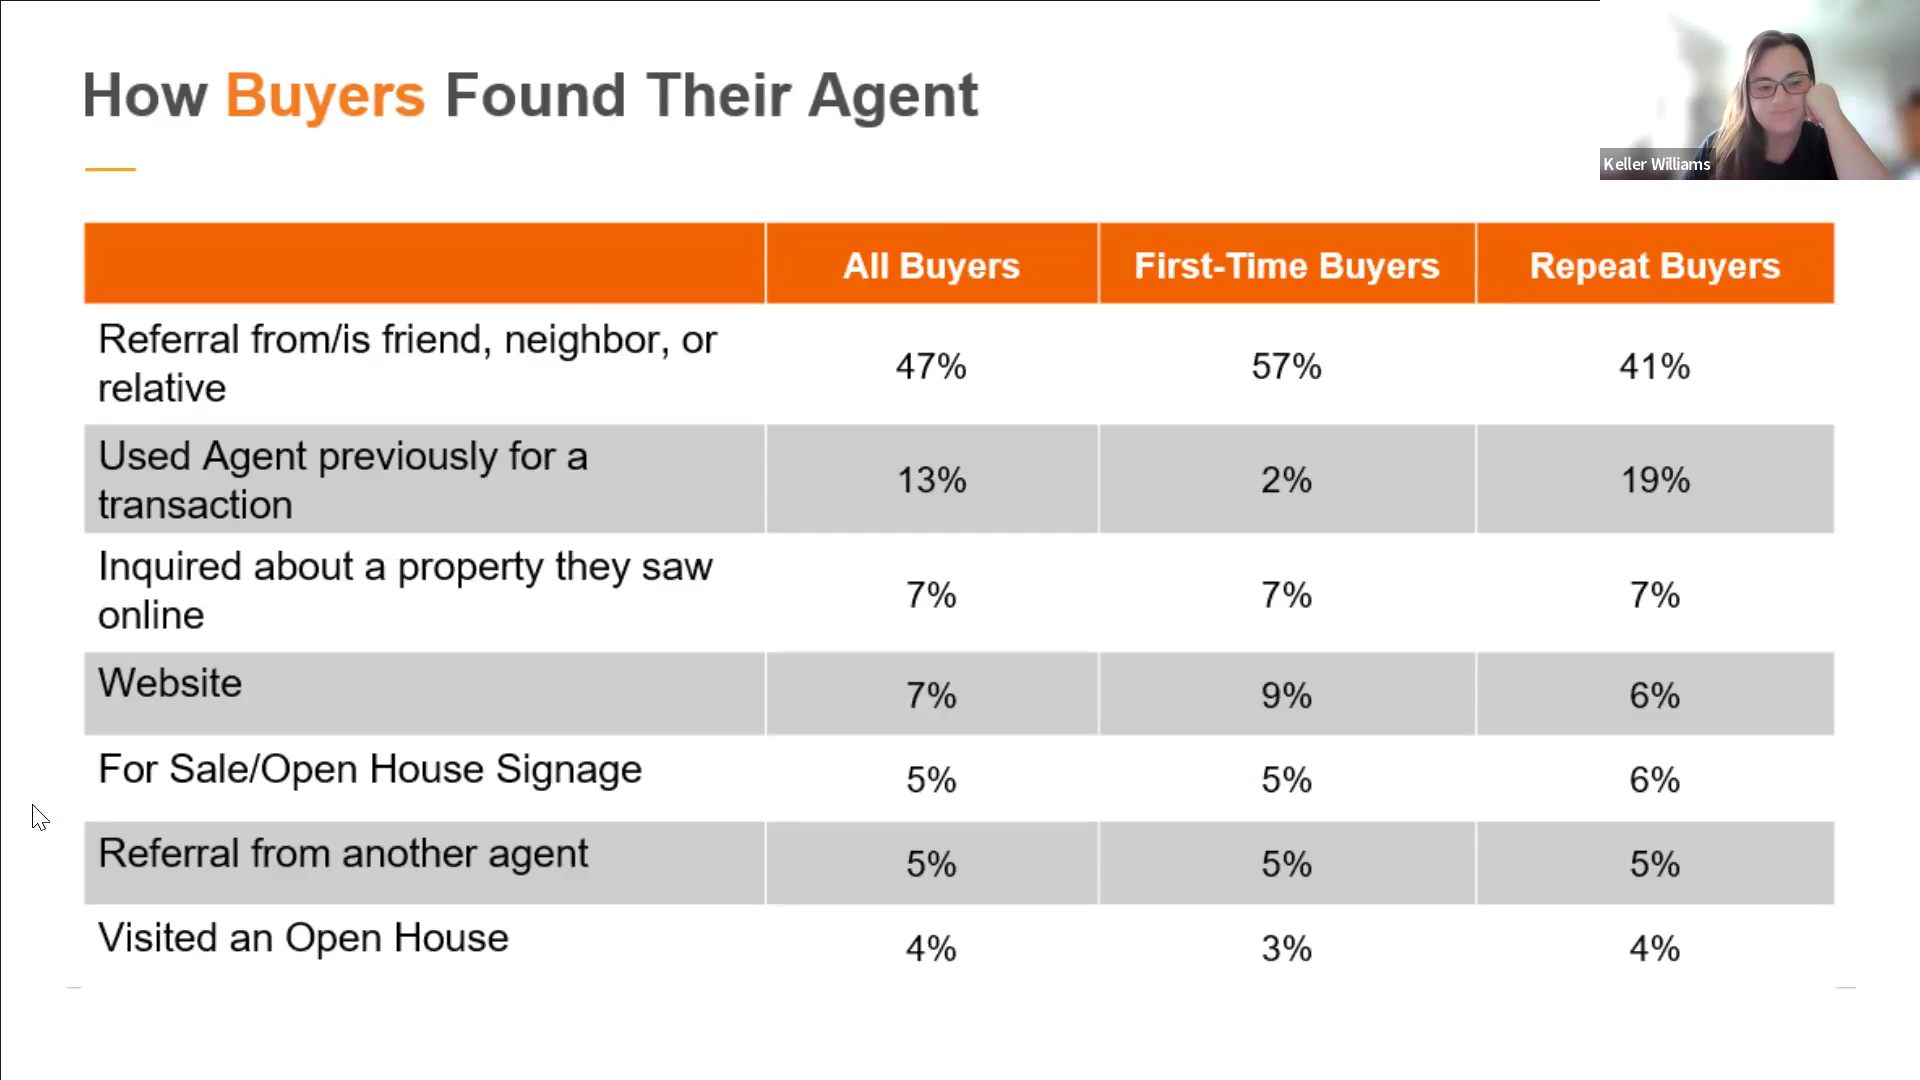 How Buyers Found Their Agent
Keller Williams
All Buyers First-Time Buyers Repeat Buyers
Referral from/is friend, neighbor, or
relative
47% 57% 41%
Used Agent previously for a
transaction
13% 2% 19%
Inquired about a property they saw
online
7% 7% 7%
Website 7% 9% 6%
For Sale/Open House Signage 5% 5% 6%
Referral from another agent 5% 5% 5%
Visited an Open House 4% 3% 4%